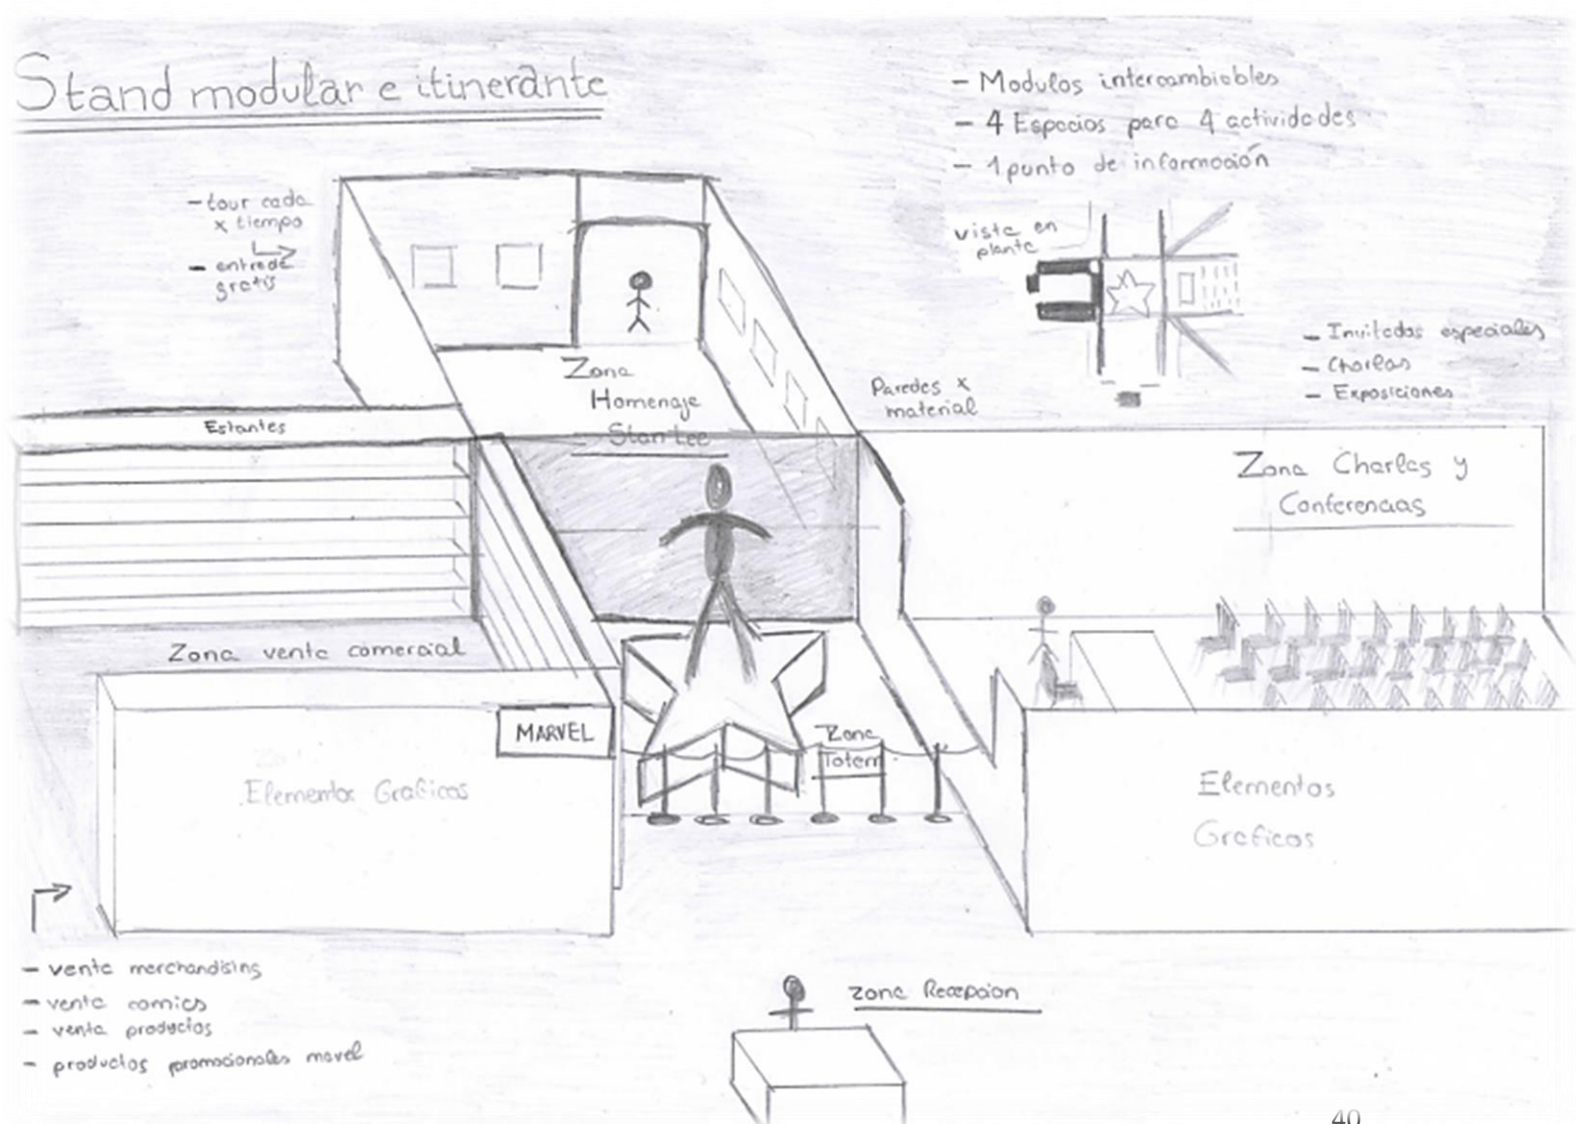 Stand modular e itinerante
- Modulos intercambiables
- 4 Espacios para 4 actividades
- 1 punto de información
- tour cada
x tiempo
- entrada
gratis
vista en
planta
- Invitados especiales
- Charlas
- Exposiciones
Paredes x
material
Zona
Homenaje
Stan Lee
Estantes
Zona Charlas y
Conferencias
Zona venta comercial
MARVEL
Zona
Totem
Elementos Graficos
Elementos
Graficos
- venta merchandising
- venta comics
- venta productos
- productos promocionales marvel
zona Recepcion
40